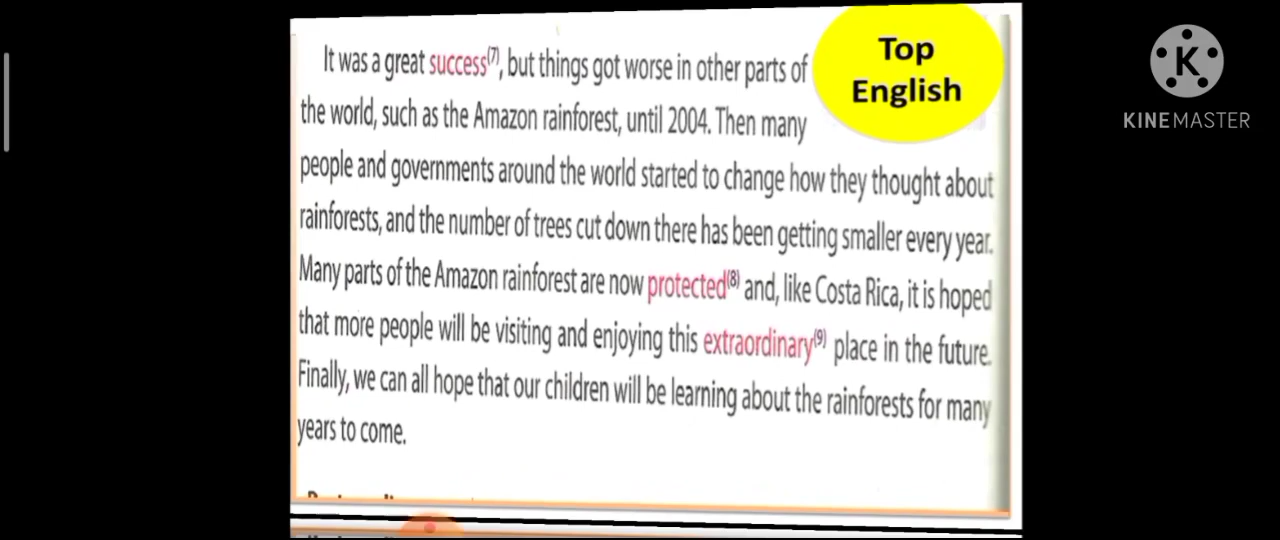 It was a great success(7), but things got worse in other parts of
the world, such as the Amazon rainforest, until 2004. Then many
people and governments around the world started to change how they thought about
rainforests, and the number of trees cut down there has been getting smaller every year.
Many parts of the Amazon rainforest are now protected(8) and, like Costa Rica, it is hoped
that more people will be visiting and enjoying this extraordinary(9) place in the future.
Finally, we can all hope that our children will be learning about the rainforests for many
years to come.
Top
English
K
KINEMASTER